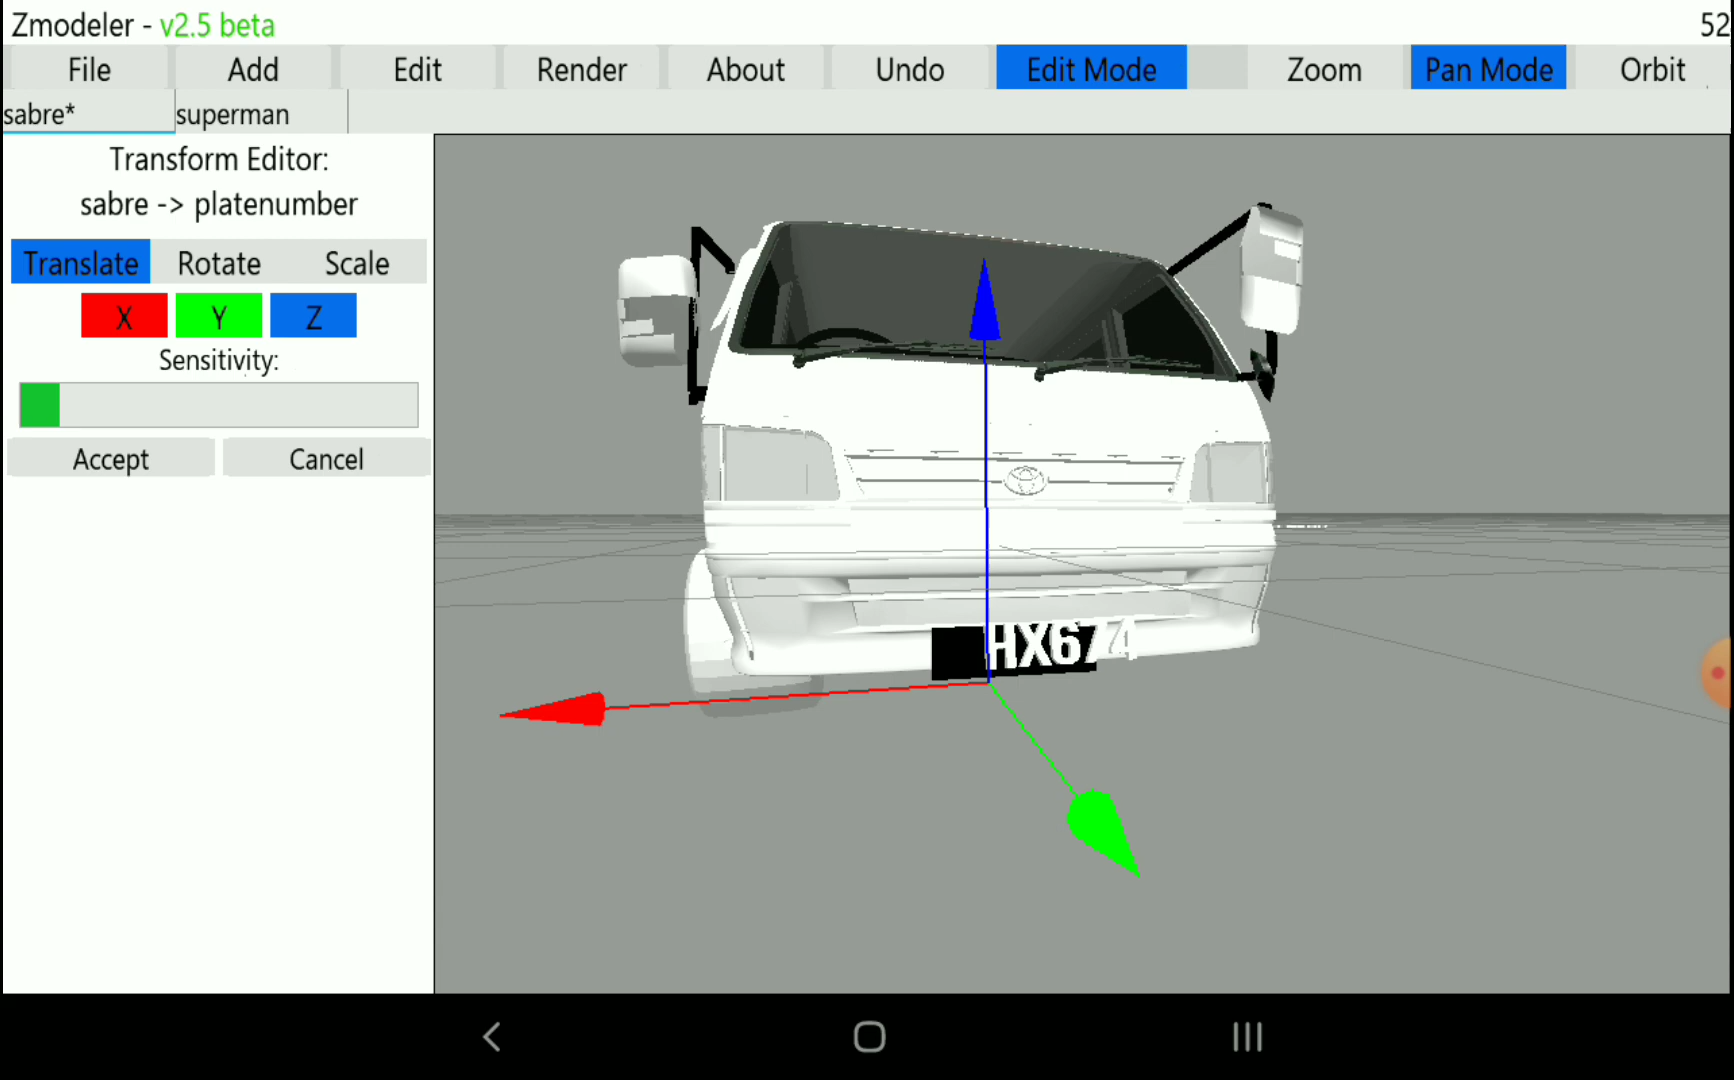 Zmodeler - v2.5 beta
52
File Add Edit Render About Undo Edit Mode Zoom Pan Mode Orbit
sabre* superman
Transform Editor:
sabre -> platenumber
Translate Rotate Scale
X Y Z
Sensitivity:
Accept Cancel
HX674